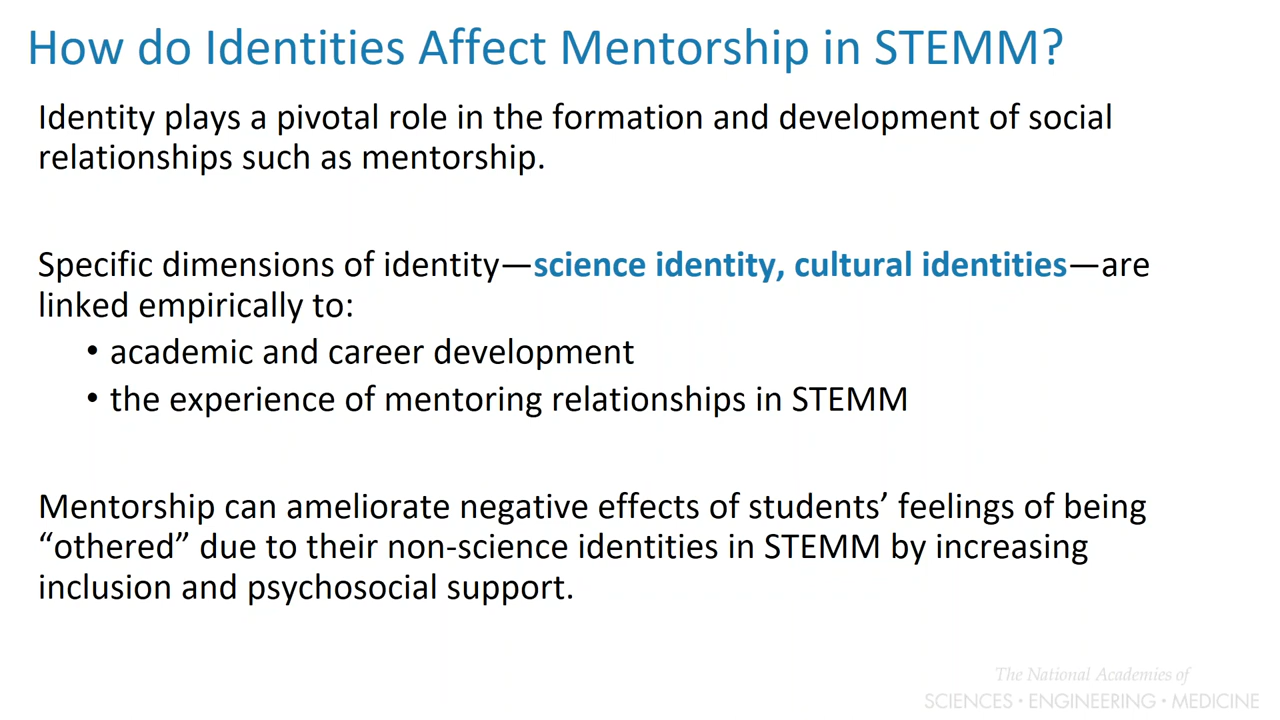 How do Identities Affect Mentorship in STEMM?
Identity plays a pivotal role in the formation and development of social
relationships such as mentorship.
Specific dimensions of identity—science identity, cultural identities—are
linked empirically to:
• academic and career development
• the experience of mentoring relationships in STEMM
Mentorship can ameliorate negative effects of students’ feelings of being
“othered” due to their non-science identities in STEMM by increasing
inclusion and psychosocial support.
The National Academies of
SCIENCES • ENGINEERING • MEDICINE